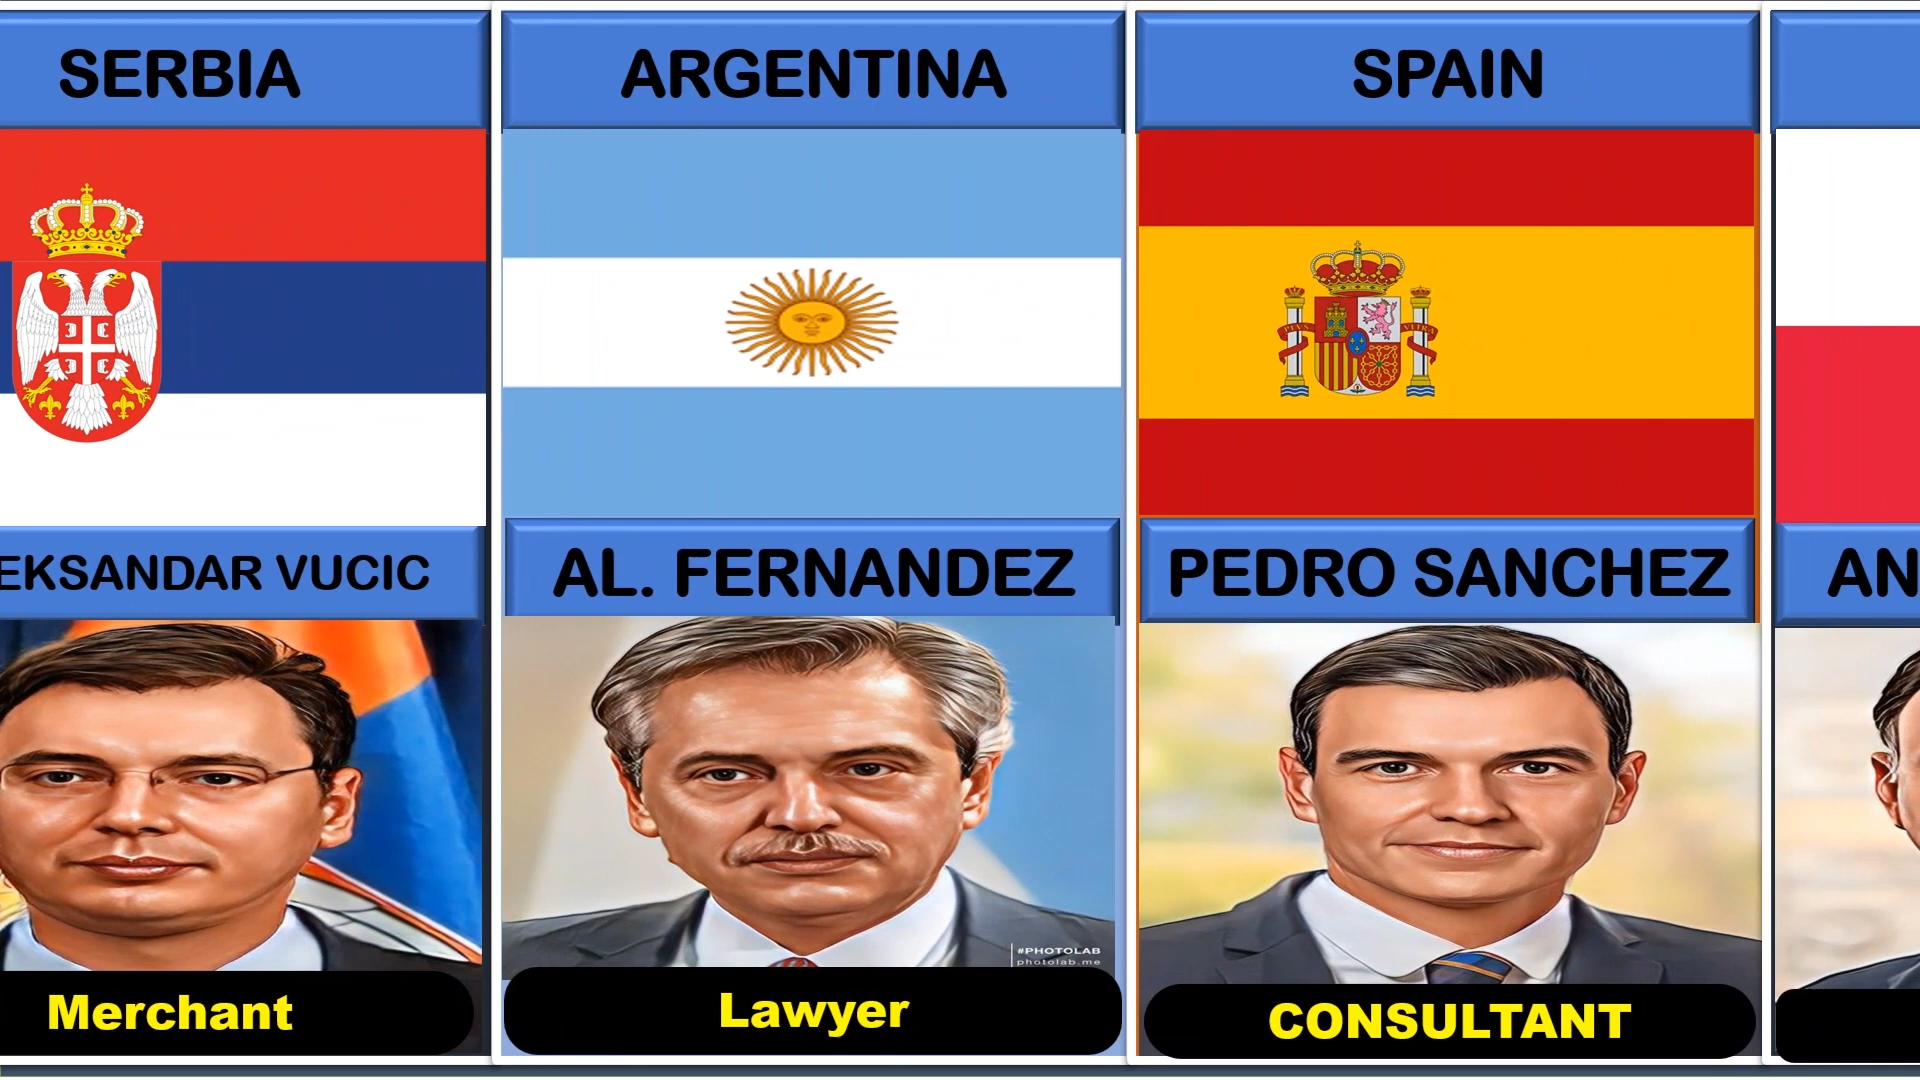 SERBIA
ARGENTINA
SPAIN
EKSANDAR VUCIC
AL. FERNANDEZ
PEDRO SANCHEZ
AN
#PHOTOLAB
photolab.me
Merchant
Lawyer
CONSULTANT